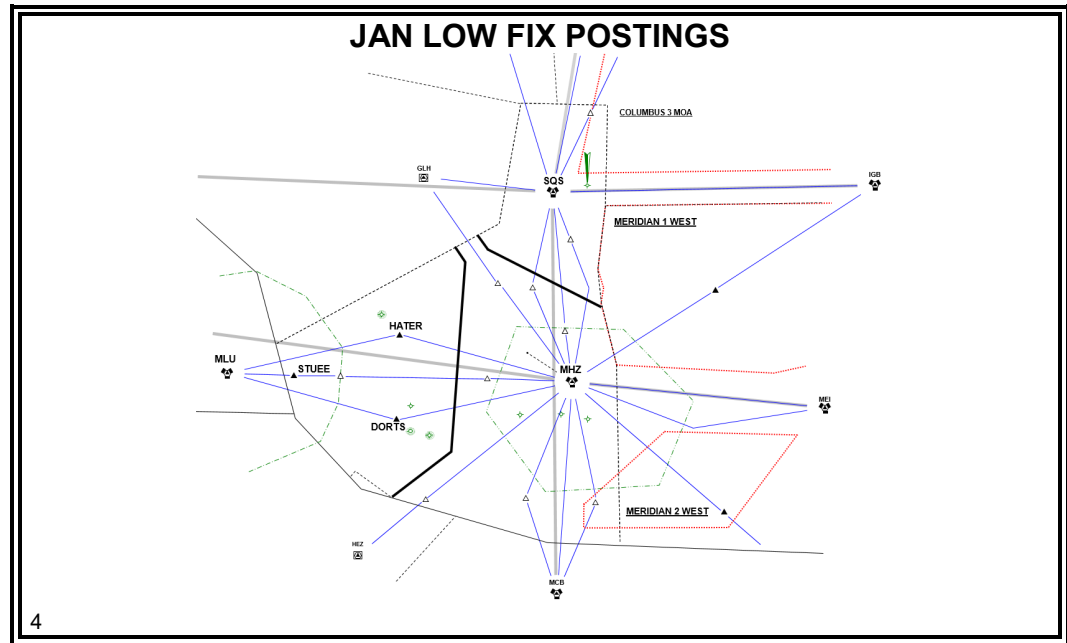 JAN LOW FIX POSTINGS
COLUMBUS 3 MOA
GLH
SQS
IGB
MERIDIAN 1 WEST
HATER
MLU
STUEE
MHZ
MEI
DORTS
MERIDIAN 2 WEST
HEZ
MCB
4